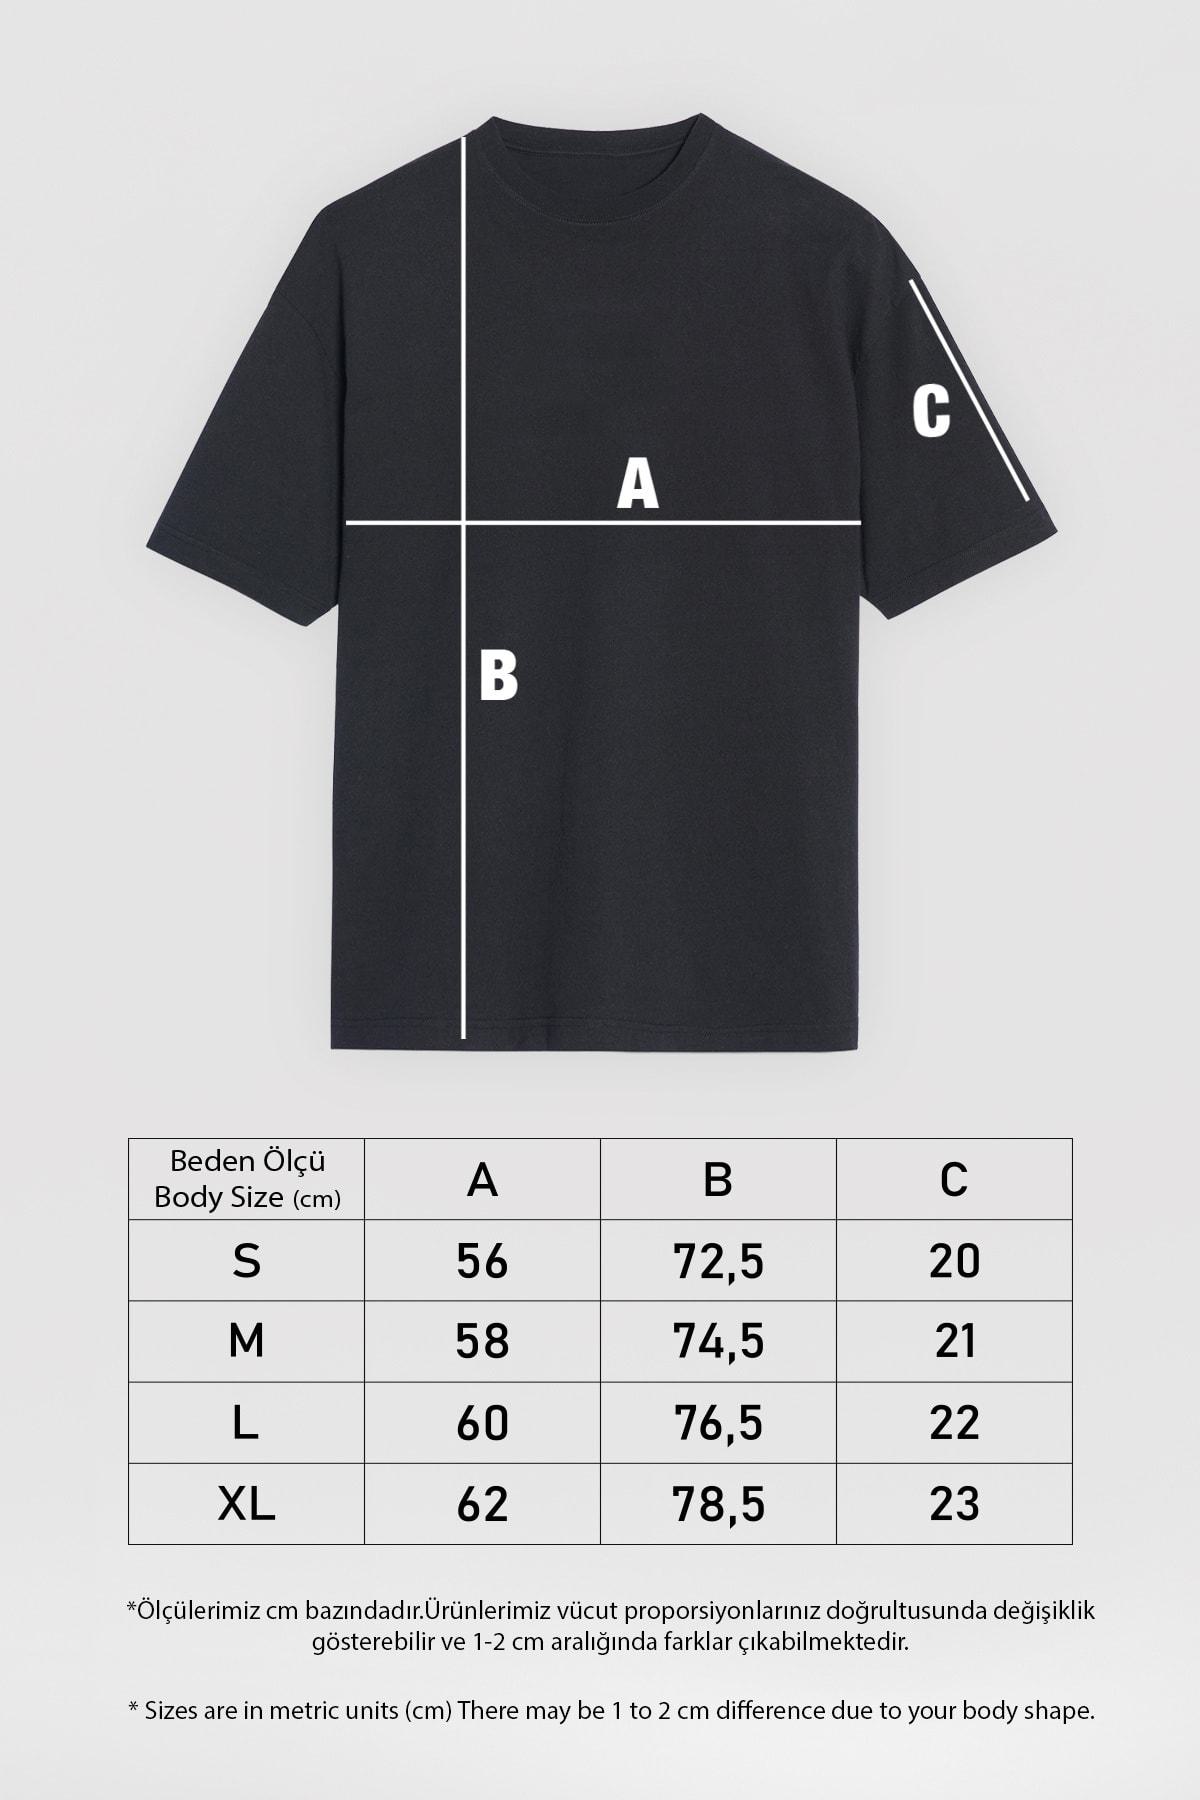 C
A
B
Beden Ölçü
Body Size (cm)
A
B
C
S
56
72,5
20
M
58
74,5
21
L
60
76,5
22
XL
62
78,5
23
*Ölçülerimiz cm bazındadır.Ürünlerimiz vücut proporsiyonlarınız doğrultusunda değişiklik
gösterebilir ve 1-2 cm aralığında farklar çıkabilmektedir.
* Sizes are in metric units (cm) There may be 1 to 2 cm difference due to your body shape.